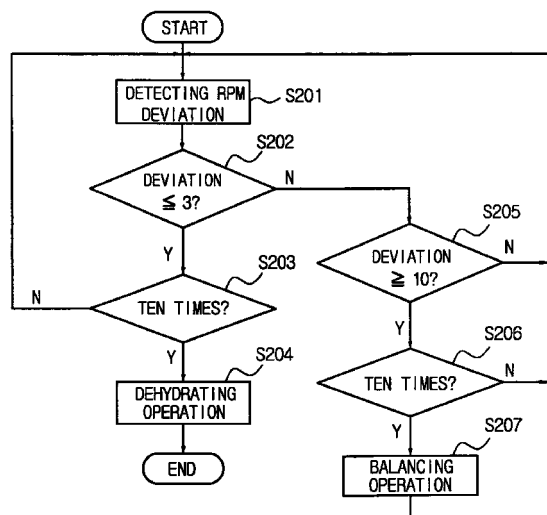 START
DETECTING RPM
DEVIATION
S201
S202
DEVIATION
≦ 3?
N
Y
S205
DEVIATION
≧ 10?
N
Y
S203
TEN TIMES?
N
Y
S206
TEN TIMES?
N
Y
S204
DEHYDRATING
OPERATION
END
S207
BALANCING
OPERATION